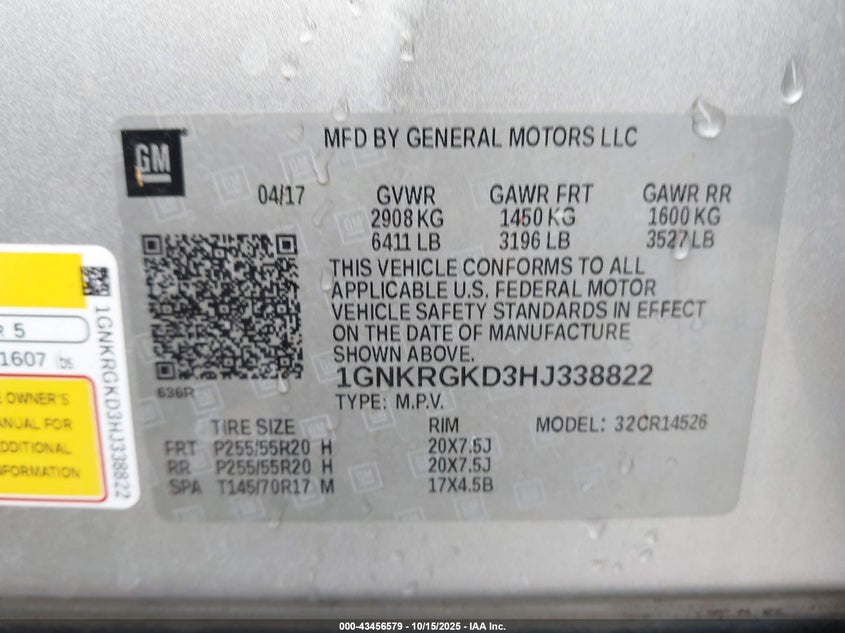 GM
MFD BY GENERAL MOTORS LLC
04/17 GVWR GAWR FRT GAWR RR
2908 KG 1450 KG 1600 KG
6411 LB 3196 LB 3527 LB
THIS VEHICLE CONFORMS TO ALL
APPLICABLE U.S. FEDERAL MOTOR
VEHICLE SAFETY STANDARDS IN EFFECT
ON THE DATE OF MANUFACTURE
SHOWN ABOVE.
636R
1GNKRGKD3HJ338822
TYPE: M.P.V.
TIRE SIZE RIM MODEL: 32CR14526
FRT P255/55R20 H 20X7.5J
RR P255/55R20 H 20X7.5J
SPA T145/70R17 M 17X4.5B
R 5
1607 lbs
OWNER'S
ANUAL FOR
DDITIONAL
NFORMATION
1GNKRGKD3HJ338822
000-43456579 - 10/15/2025 - IAA Inc.